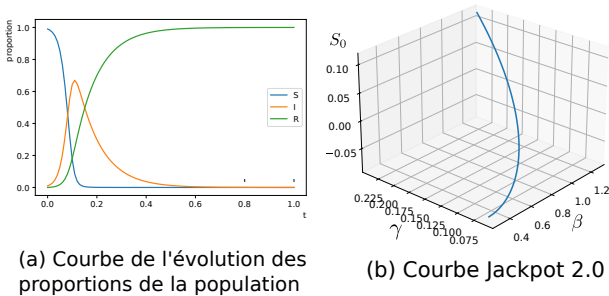 1.0
0.8
0.6
0.4
0.2
0.0
proportion
0.0 0.2 0.4 0.6 0.8 1.0
t
S
I
R
(a) Courbe de l'évolution des
proportions de la population
S₀
0.10
0.05
0.00
−0.05
0.225
0.200
0.175
0.150
0.125
0.100
0.075
γ
0.4
0.6
0.8
1.0
1.2
β
(b) Courbe Jackpot 2.0